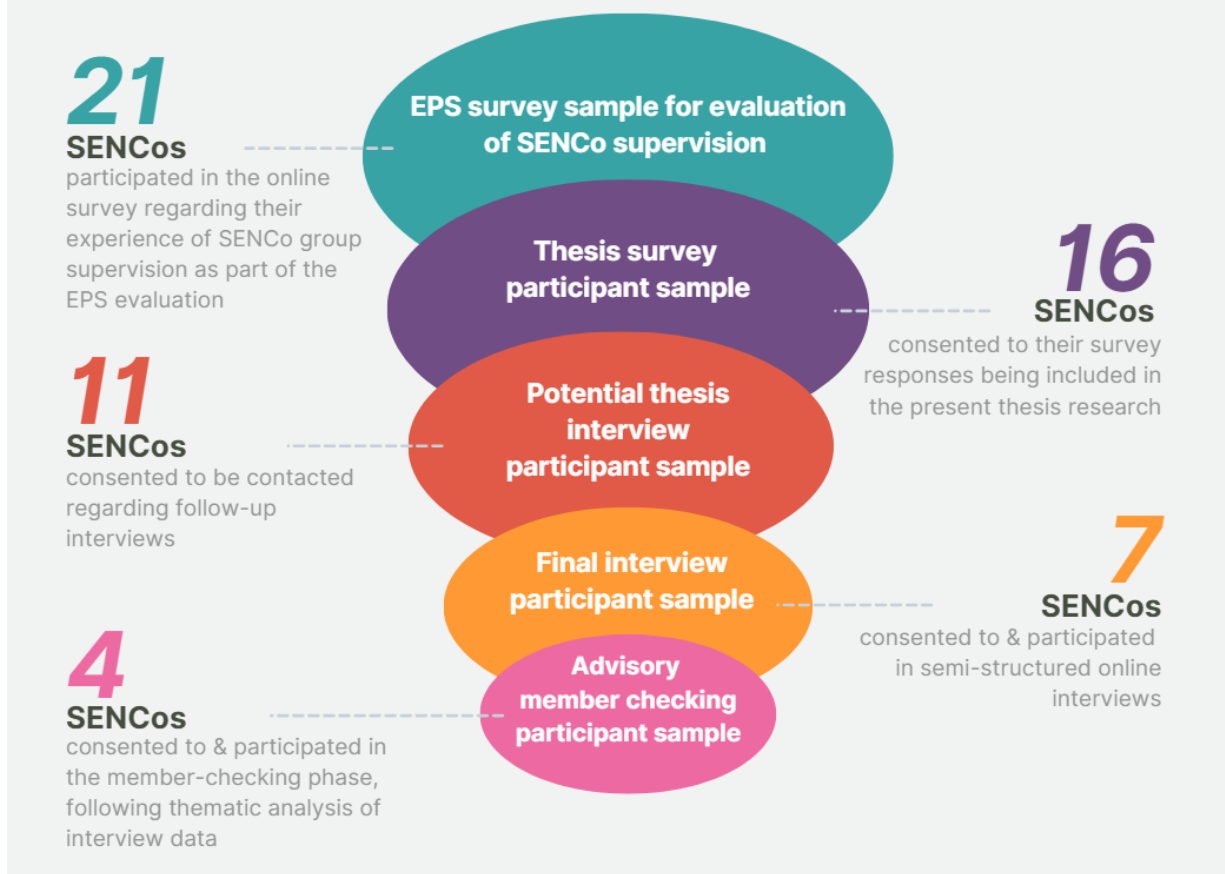 EPS survey sample for evaluation
of SENCo supervision
21
SENCos
participated in the online
survey regarding their
experience of SENCo group
supervision as part of the
EPS evaluation
Thesis survey
participant sample
16
SENCos
consented to their survey
responses being included in
the present thesis research
Potential thesis
interview
participant sample
11
SENCos
consented to be contacted
regarding follow-up
interviews
Final interview
participant sample
7
SENCos
consented to & participated
in semi-structured online
interviews
Advisory
member checking
participant sample
4
SENCos
consented to & participated in
the member-checking phase,
following thematic analysis of
interview data